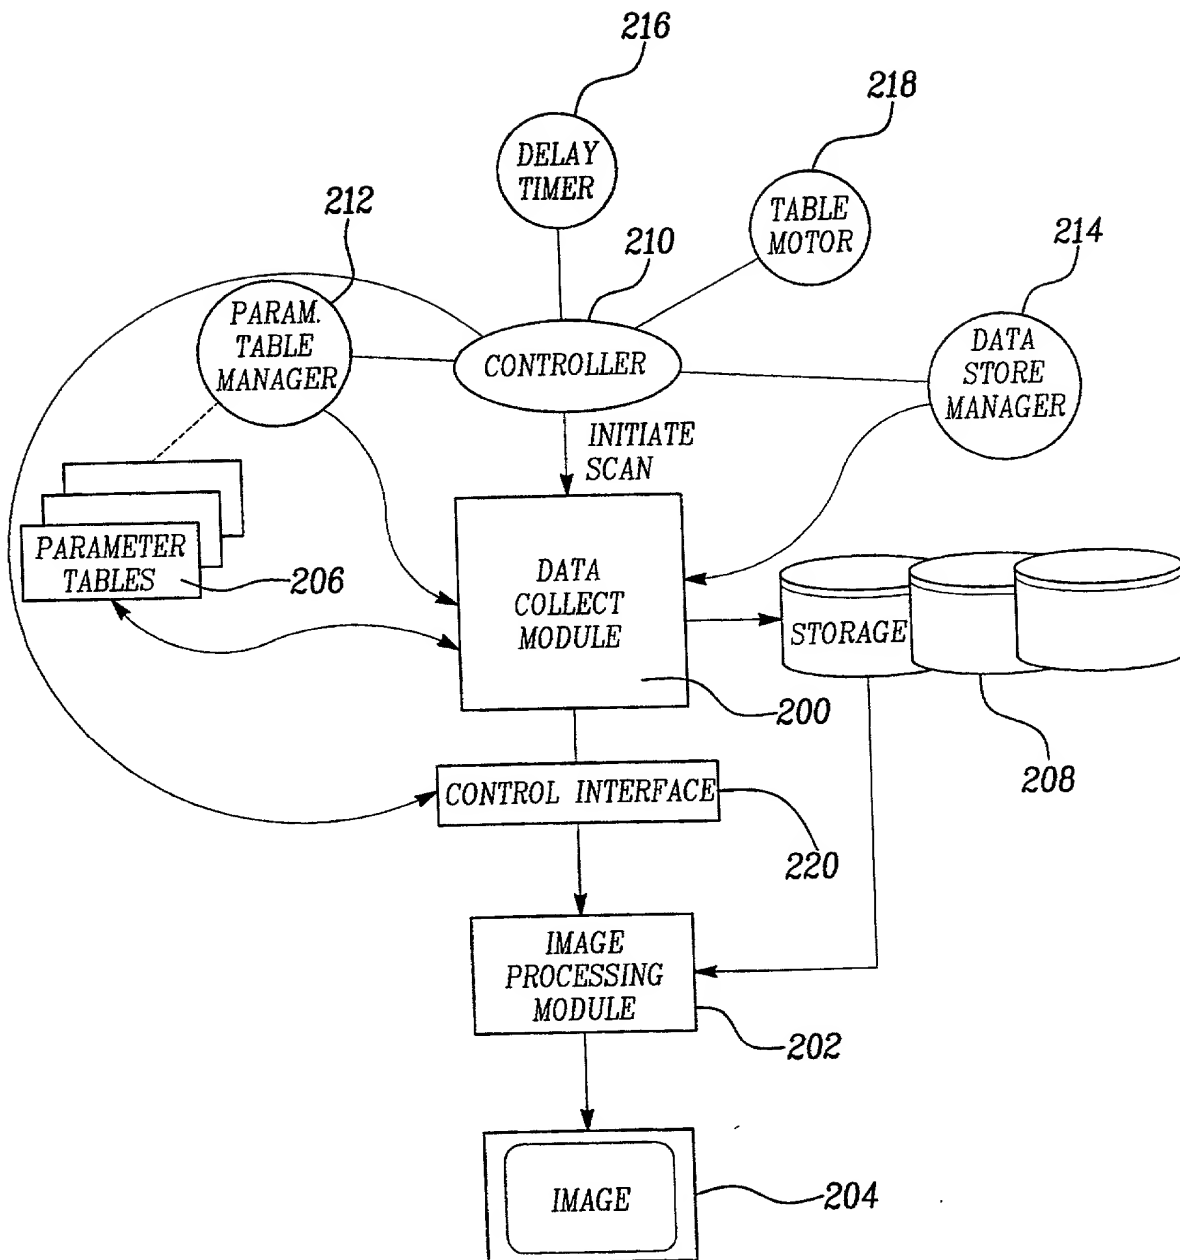 216
DELAY
TIMER
218
TABLE
MOTOR
212
210
214
PARAM.
TABLE
MANAGER
CONTROLLER
DATA
STORE
MANAGER
INITIATE
SCAN
PARAMETER
TABLES
206
DATA
COLLECT
MODULE
STORAGE
200
208
CONTROL INTERFACE
220
IMAGE
PROCESSING
MODULE
202
IMAGE
204